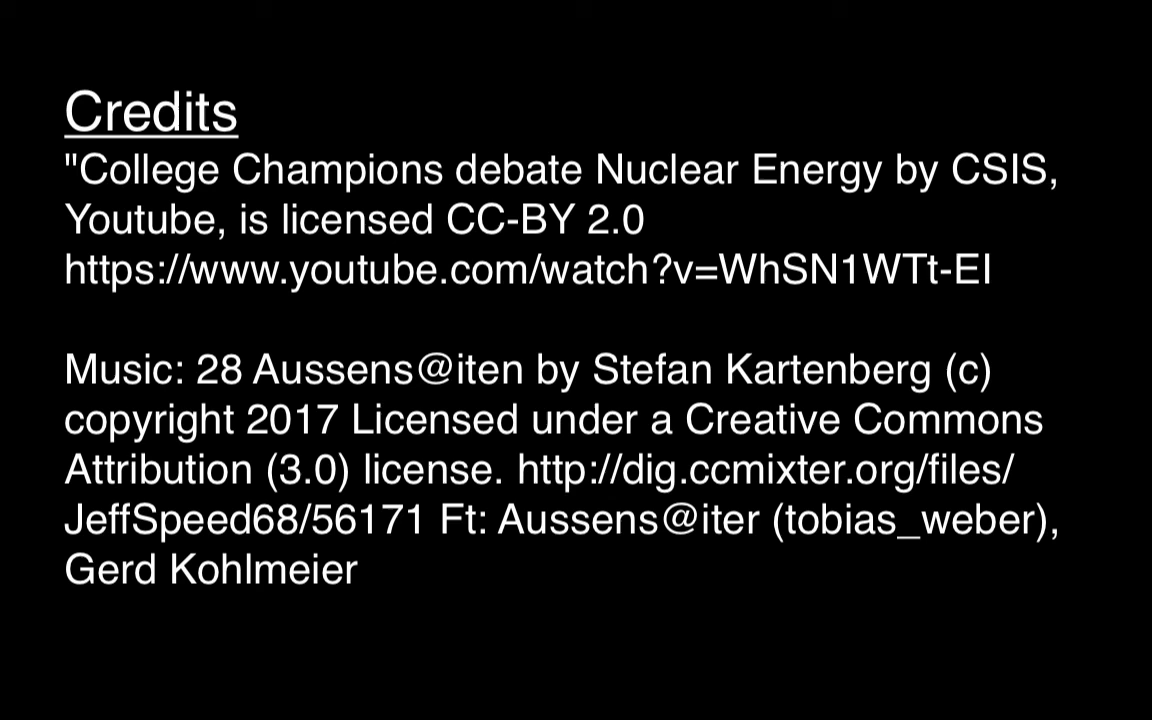 Credits
"College Champions debate Nuclear Energy by CSIS,
Youtube, is licensed CC-BY 2.0
https://www.youtube.com/watch?v=WhSN1WTt-EI
Music: 28 Aussens@iten by Stefan Kartenberg (c)
copyright 2017 Licensed under a Creative Commons
Attribution (3.0) license. http://dig.ccmixter.org/files/
JeffSpeed68/56171 Ft: Aussens@iter (tobias_weber),
Gerd Kohlmeier